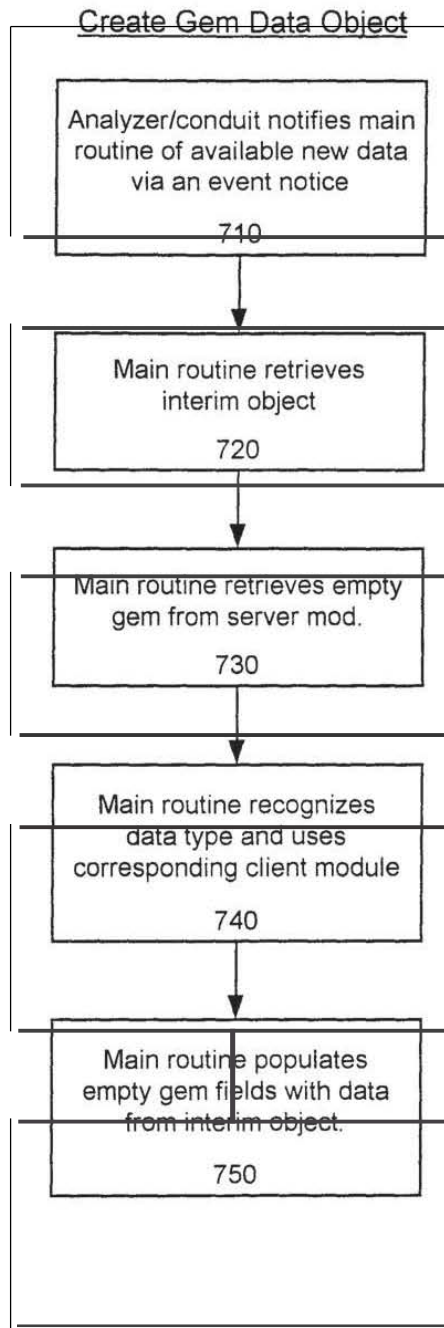 Create Gem Data Object
Analyzer/conduit notifies main
routine of available new data
via an event notice
710
Main routine retrieves
interim object
720
Main routine retrieves empty
gem from server mod.
730
Main routine recognizes
data type and uses
corresponding client module
740
Main routine populates
empty gem fields with data
from interim object.
750